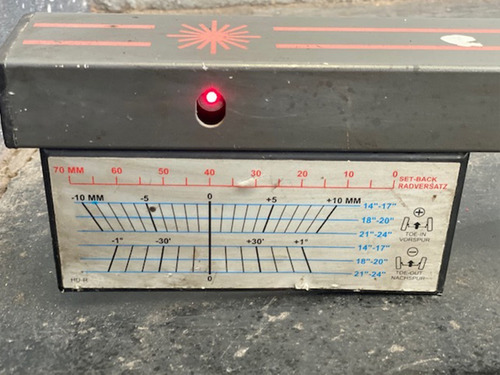 70 MM 60 50 40 30 20 10 0 SET-BACK
RADVERSATZ
-10 MM -5 0 +5 +10 MM 14"-17"
18"-20"
21"-24"
TOE-IN
VORSPUR
-1° -30' +30' +1° 14"-17"
18"-20"
21"-24"
TOE-OUT
NACHSPUR
0